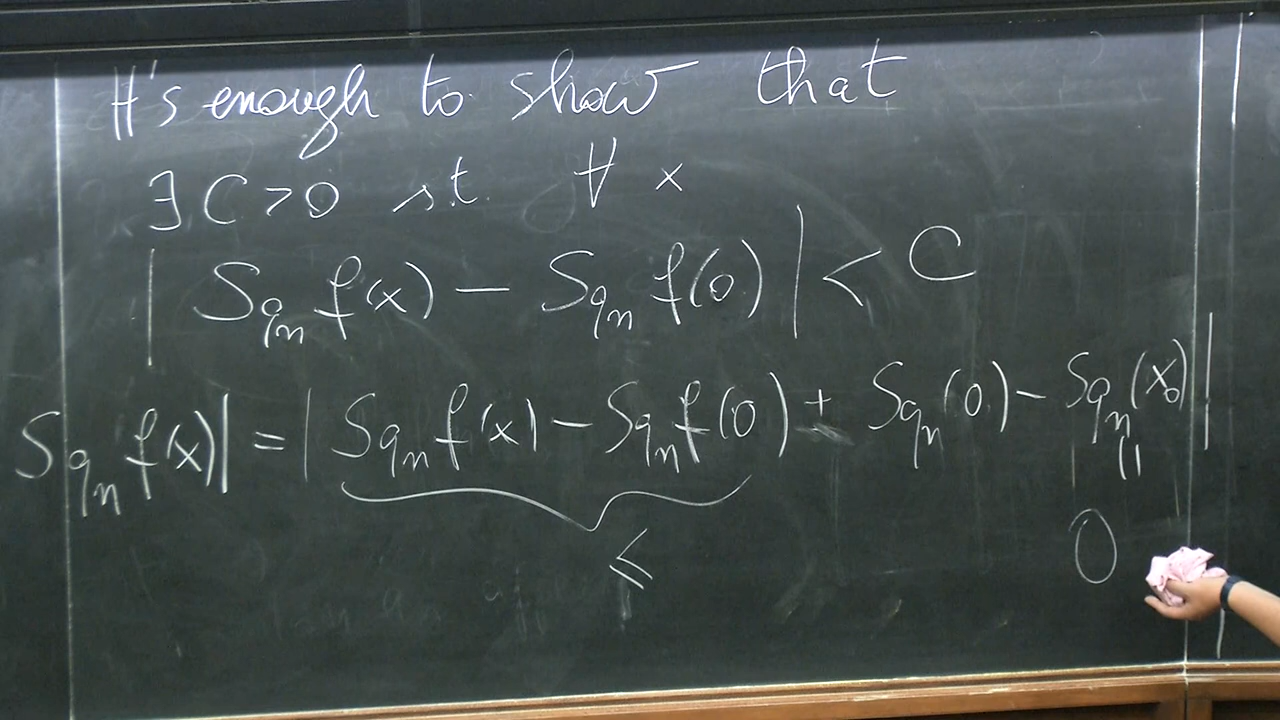 It's enough to show that
∃ C > 0 s.t. ∀ x
| S_{q_n} f(x) − S_{q_n} f(0) | < C
S_{q_n} f(x) | = | S_{q_n} f(x) − S_{q_n} f(0) + S_{q_n}(0) − S_{q_n}(x_0) |
≤
||
0